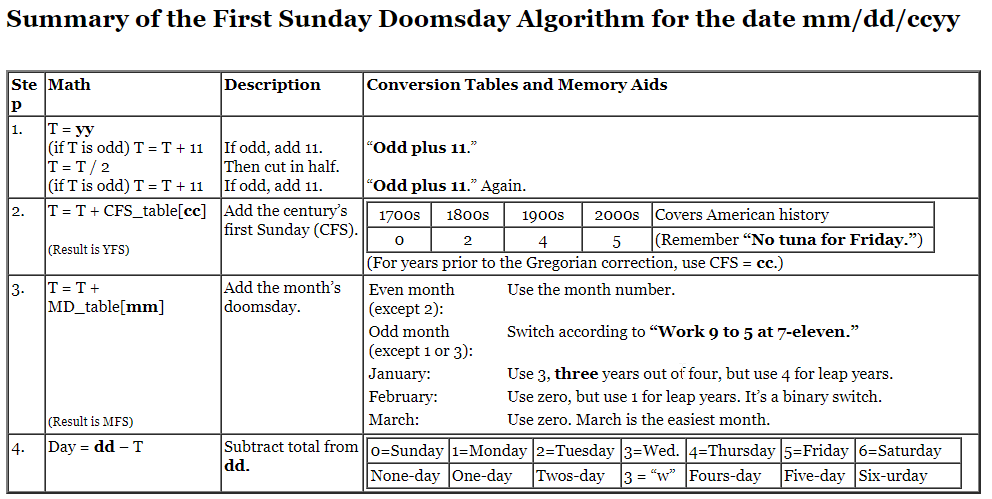 Summary of the First Sunday Doomsday Algorithm for the date mm/dd/ccyy
Step Math Description Conversion Tables and Memory Aids
1. T = yy
(if T is odd) T = T + 11 If odd, add 11. “Odd plus 11.”
T = T / 2 Then cut in half.
(if T is odd) T = T + 11 If odd, add 11. “Odd plus 11.” Again.
2. T = T + CFS_table[cc] Add the century’s first Sunday (CFS).
(Result is YFS)
1700s 1800s 1900s 2000s Covers American history
0 2 4 5 (Remember “No tuna for Friday.”)
(For years prior to the Gregorian correction, use CFS = cc.)
3. T = T +
MD_table[mm] Add the month’s doomsday.
Even month (except 2): Use the month number.
Odd month (except 1 or 3): Switch according to “Work 9 to 5 at 7-eleven.”
January: Use 3, three years out of four, but use 4 for leap years.
February: Use zero, but use 1 for leap years. It’s a binary switch.
(Result is MFS) March: Use zero. March is the easiest month.
4. Day = dd – T Subtract total from dd.
0=Sunday 1=Monday 2=Tuesday 3=Wed. 4=Thursday 5=Friday 6=Saturday
None-day One-day Twos-day 3 = “w” Fours-day Five-day Six-urday